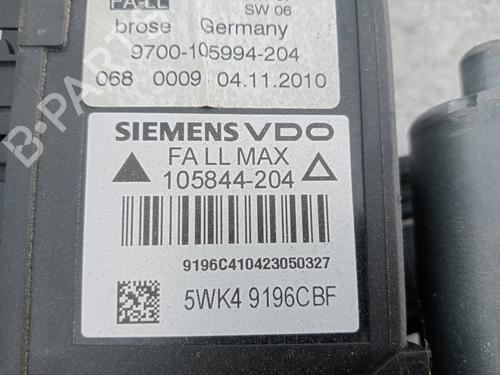 FA-LL
SW 06
brose Germany
9700-105994-204
068 0009 04.11.2010
SIEMENS VDO
FA LL MAX
105844-204
9196C410423050327
5WK4 9196CBF
B-Parts